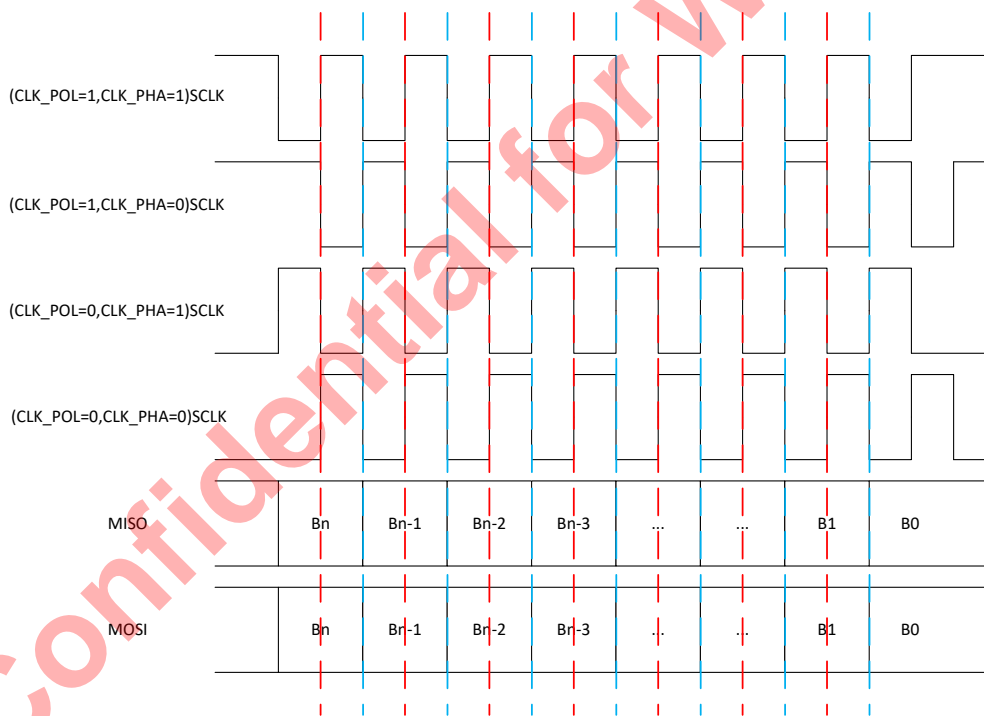 (CLK_POL=1,CLK_PHA=1)SCLK
(CLK_POL=1,CLK_PHA=0)SCLK
(CLK_POL=0,CLK_PHA=1)SCLK
(CLK_POL=0,CLK_PHA=0)SCLK
MISO Bn Bn-1 Bn-2 Bn-3 ... ... B1 B0
MOSI Bn Bn-1 Bn-2 Bn-3 ... ... B1 B0
Confidential for